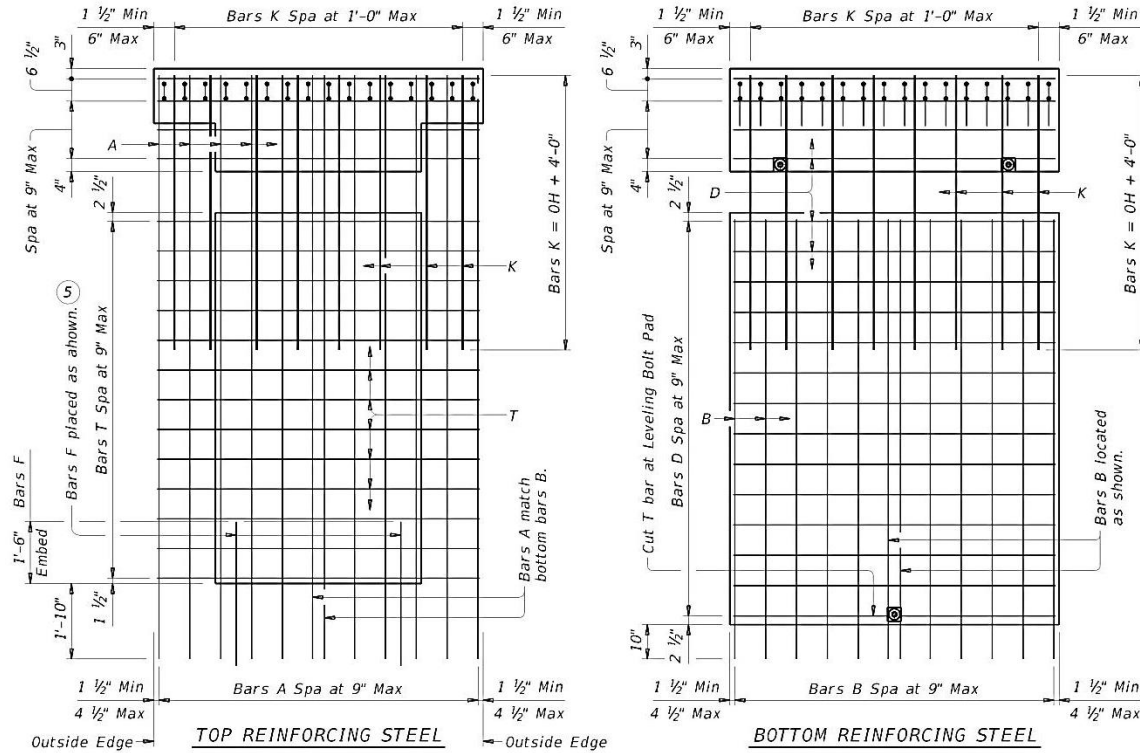 1 ½" Min
6" Max
Bars K Spa at 1'-0" Max
1 ½" Min
6" Max
3"
6 ½"
Spa at 9" Max
4"
2 ½"
A
Bars K = OH + 4'-0"
K
5
Bars F placed as ahown.
Bars T Spa at 9" Max
T
Bars F
1'-6"
Embed
1'-10"
1 ½"
Bars A match
bottom bars B.
1 ½" Min
4 ½" Max
Bars A Spa at 9" Max
1 ½" Min
4 ½" Max
Outside Edge
TOP REINFORCING STEEL
Outside Edge
1 ½" Min
6" Max
Bars K Spa at 1'-0" Max
1 ½" Min
6" Max
3"
6 ½"
Spa at 9" Max
4"
2 ½"
D
K
Bars K = OH + 4'-0"
Cut T bar at Leveling Bolt Pad
Bars D Spa at 9" Max
B
Bars B located
as shown.
10"
2 ½"
1 ½" Min
4 ½" Max
Bars B Spa at 9" Max
1 ½" Min
4 ½" Max
BOTTOM REINFORCING STEEL